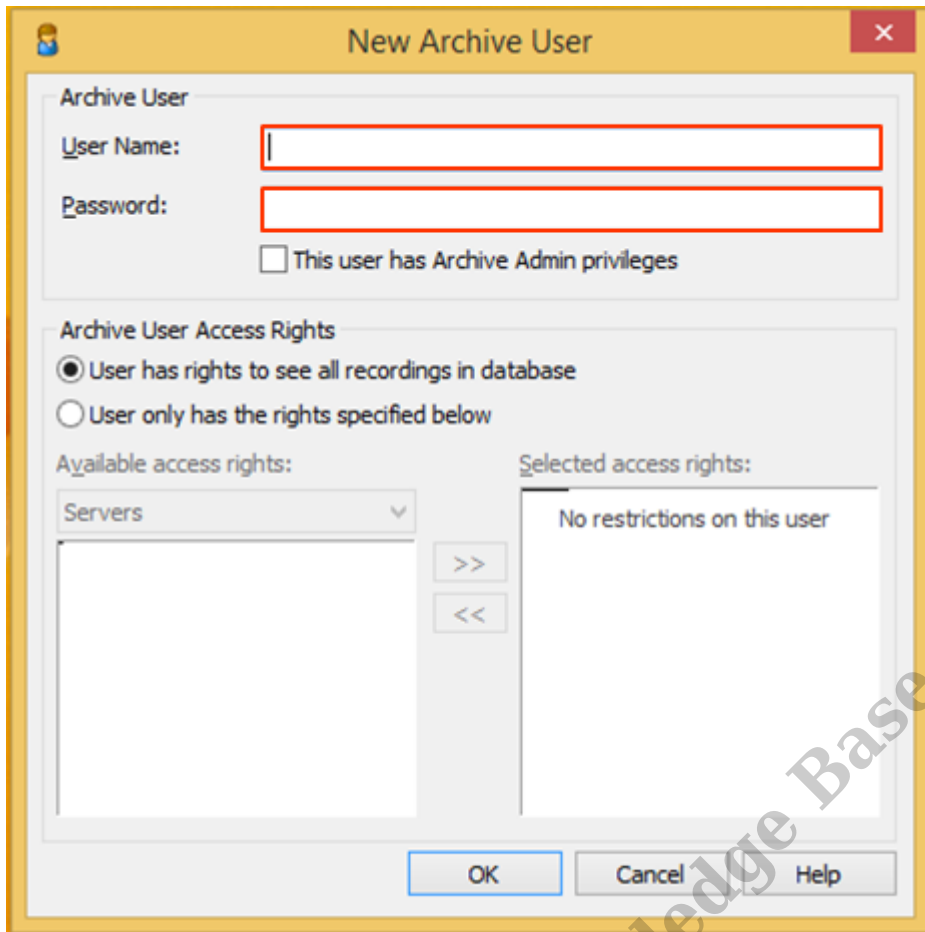 New Archive User
Archive User
User Name:
Password:
This user has Archive Admin privileges
Archive User Access Rights
User has rights to see all recordings in database
User only has the rights specified below
Available access rights:
Selected access rights:
Servers
No restrictions on this user
>>
<<
OK
Cancel
Help
ledge Base